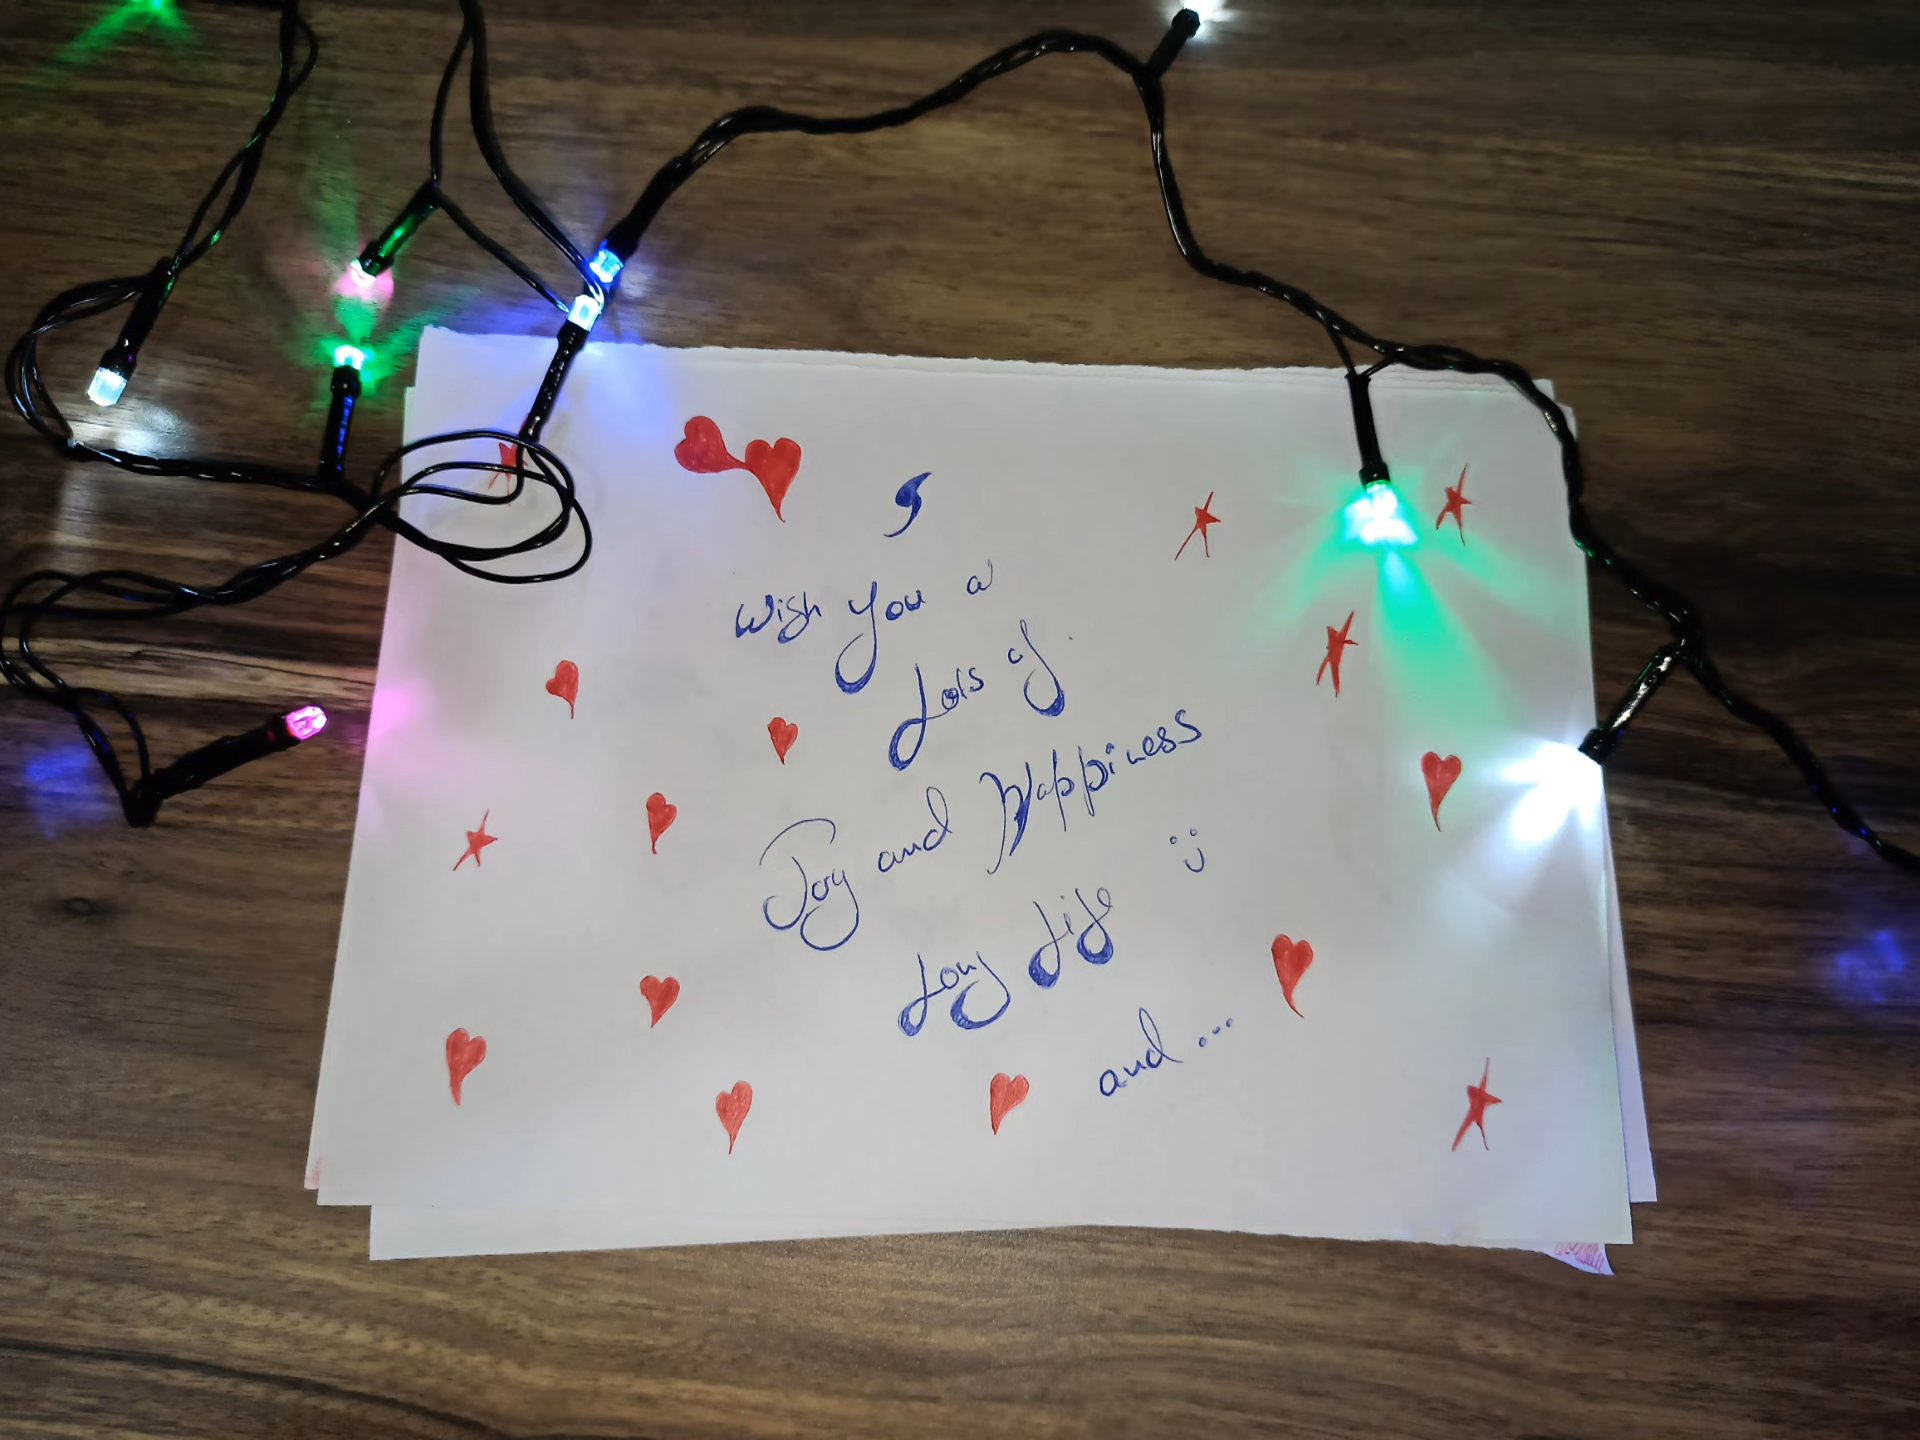 I
Wish you a
Lots of
Joy and Happiness
Long Life :)
and ...